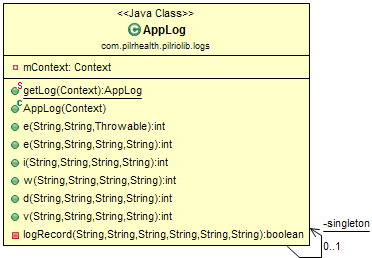 <<Java Class>>
C AppLog
com.pilrhealth.pilriolib.logs
mContext: Context
S getLog(Context):AppLog
C AppLog(Context)
e(String,String,Throwable):int
e(String,String,String,String):int
i(String,String,String,String):int
w(String,String,String,String):int
d(String,String,String,String):int
v(String,String,String,String):int
logRecord(String,String,String,String,String,String):boolean
-singleton
0..1